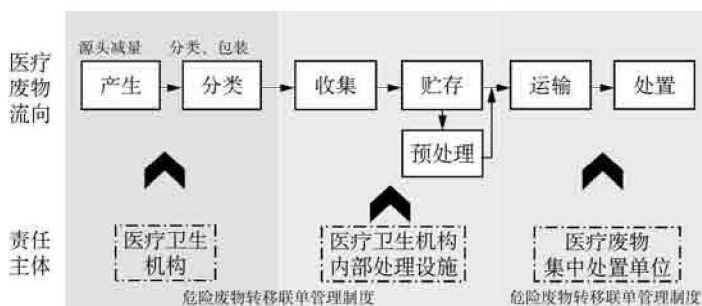 源头减量
分类、包装
医疗
废物
流向
产生
分类
收集
贮存
运输
处置
预处理
责任
主体
医疗卫生
机构
医疗卫生机构
内部处理设施
医疗废物
集中处置单位
危险废物转移联单管理制度
危险废物转移联单管理制度